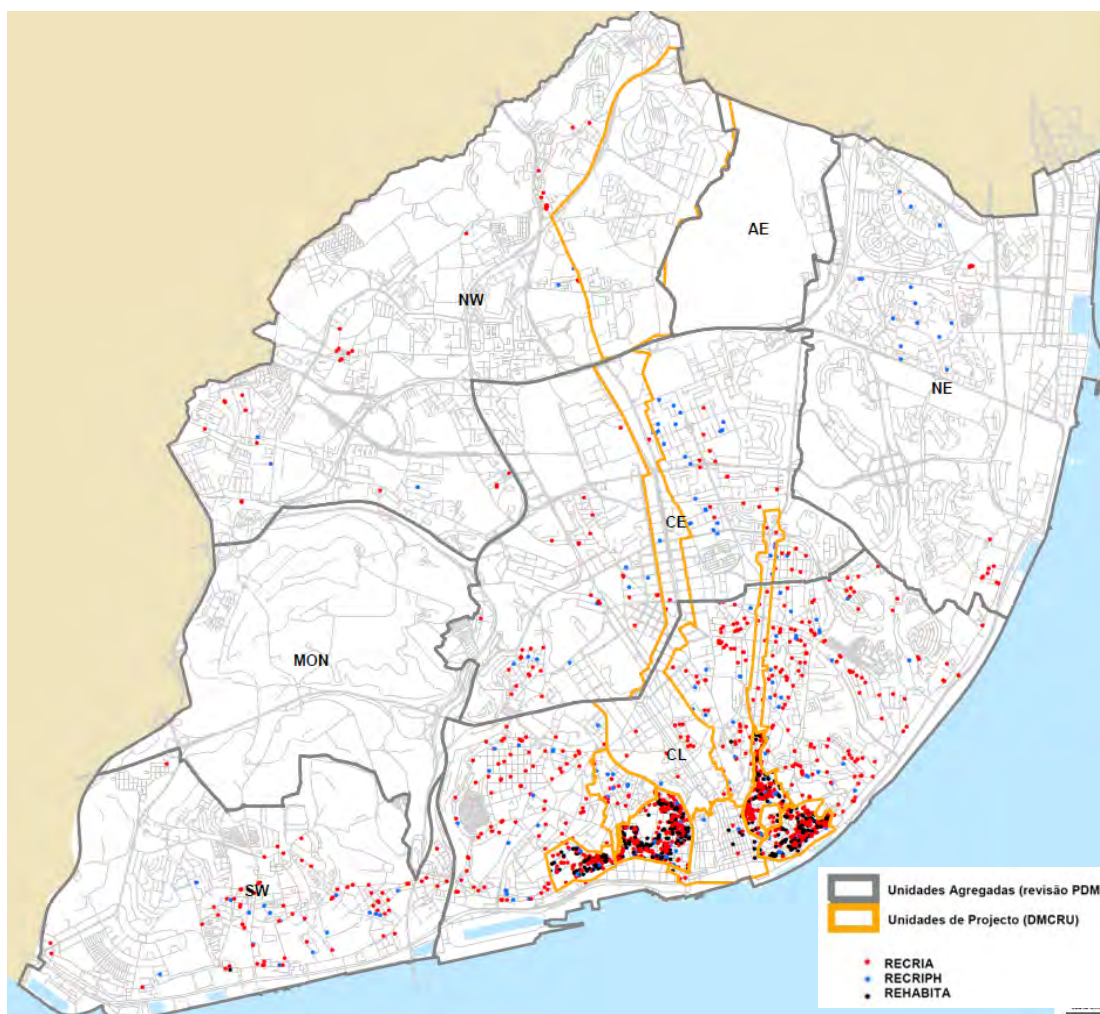 AE
NW
NE
CE
MON
CL
SW
Unidades Agregadas (revisão PDM
Unidades de Projecto (DMCRU)
RECRIA
RECRIPH
REHABITA